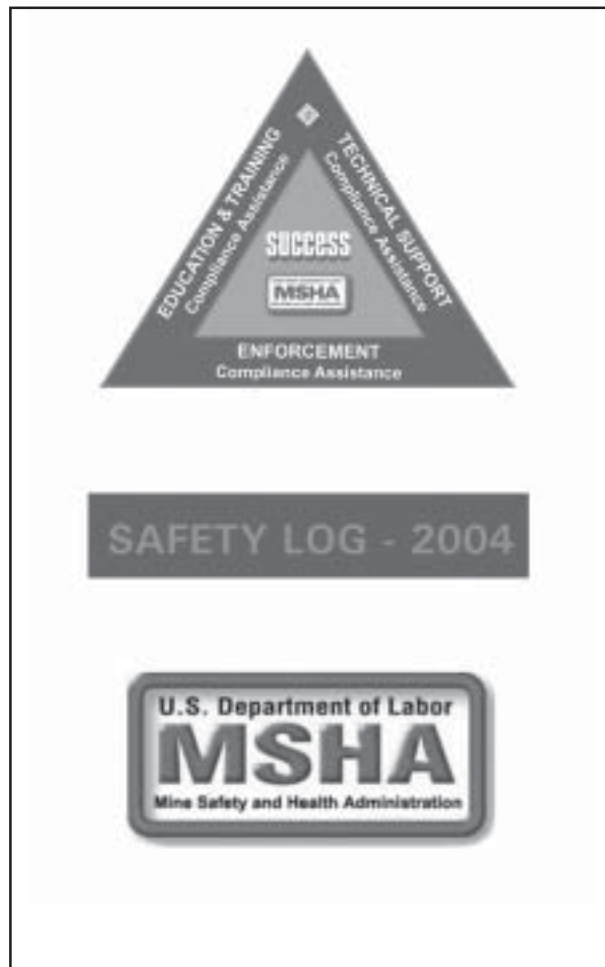 EDUCATION & TRAINING
Compliance Assistance
TECHNICAL SUPPORT
Compliance Assistance
success
MSHA
ENFORCEMENT
Compliance Assistance
SAFETY LOG - 2004
U.S. Department of Labor
MSHA
Mine Safety and Health Administration